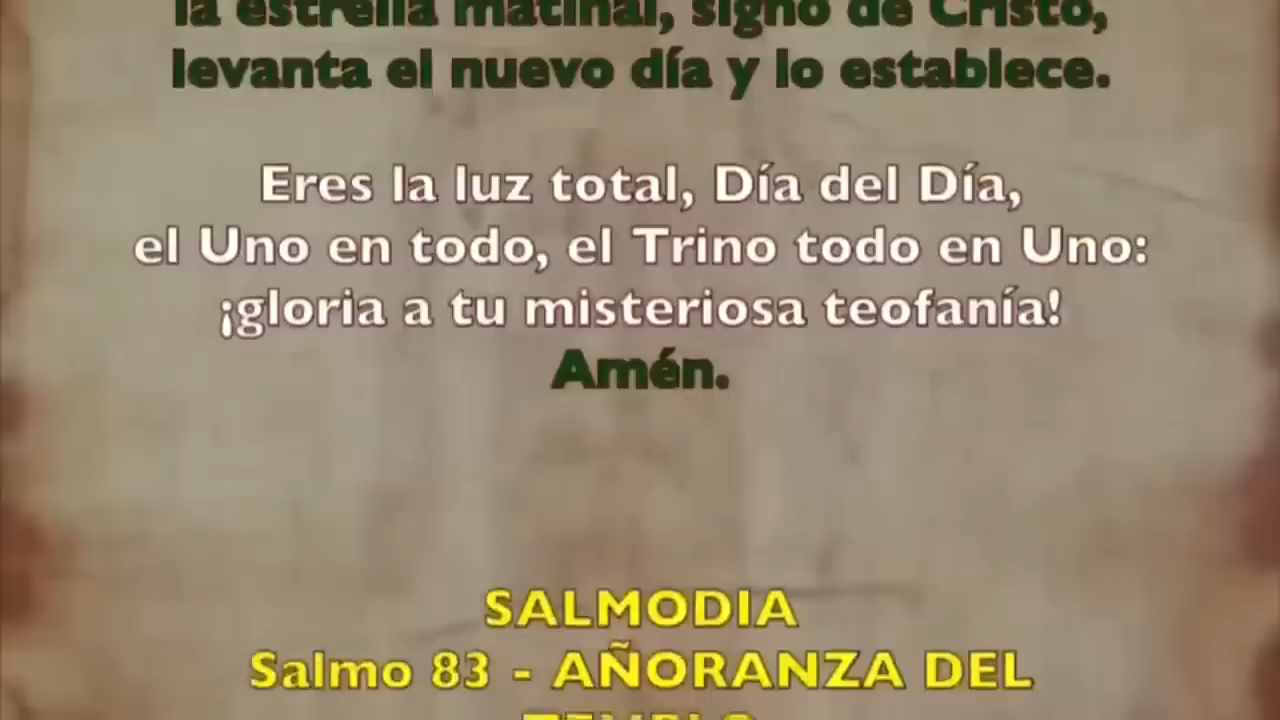 la estrella matinal, signo de Cristo,
levanta el nuevo día y lo establece.
Eres la luz total, Día del Día,
el Uno en todo, el Trino todo en Uno:
¡gloria a tu misteriosa teofanía!
Amén.
SALMODIA
Salmo 83 - AÑORANZA DEL
TEMPLO